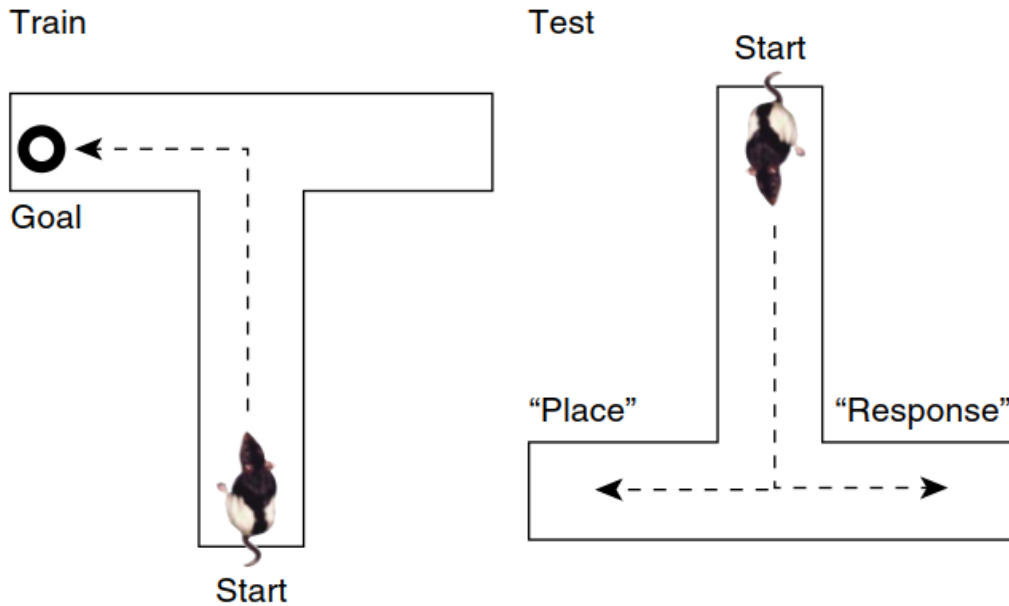 Train
Goal
Start
Test
Start
“Place”
“Response”